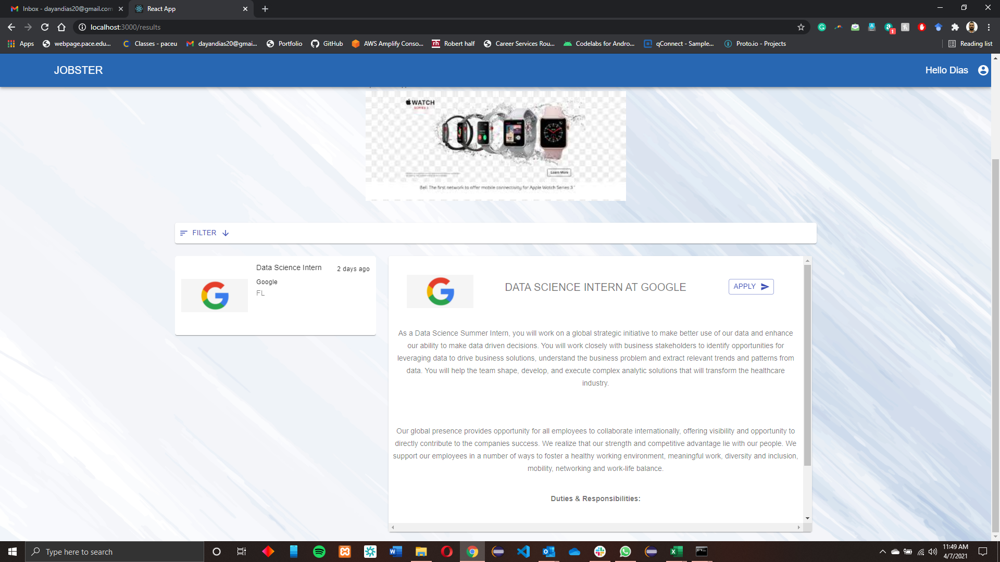 Inbox - dayandias20@gmail.com
React App
localhost:3000/results
Apps
webpage.pace.edu...
Classes - paceu
dayandias20@gmai...
Portfolio
GitHub
AWS Amplify Conso...
rh
Robert half
Career Services Rou...
Codelabs for Andro...
qConnect - Sample...
Proto.io - Projects
Reading list
JOBSTER
Hello Dias
WATCH
SERIES 3
Learn More
Bell. The first network to offer mobile connectivity for Apple Watch Series 3
FILTER
Data Science Intern
2 days ago
Google
FL
DATA SCIENCE INTERN AT GOOGLE
APPLY
As a Data Science Summer Intern, you will work on a global strategic initiative to make better use of our data and enhance
our ability to make data driven decisions. You will work closely with business stakeholders to identify opportunities for
leveraging data to drive business solutions, understand the business problem and extract relevant trends and patterns from
data. You will help the team shape, develop, and execute complex analytic solutions that will transform the healthcare
industry.
Our global presence provides opportunity for all employees to collaborate internationally, offering visibility and opportunity to
directly contribute to the companies success. We realize that our strength and competitive advantage lie with our people. We
support our employees in a number of ways to foster a healthy working environment, meaningful work, diversity and inclusion,
mobility, networking and work-life balance.
Duties & Responsibilities:
Type here to search
11:49 AM
4/7/2021